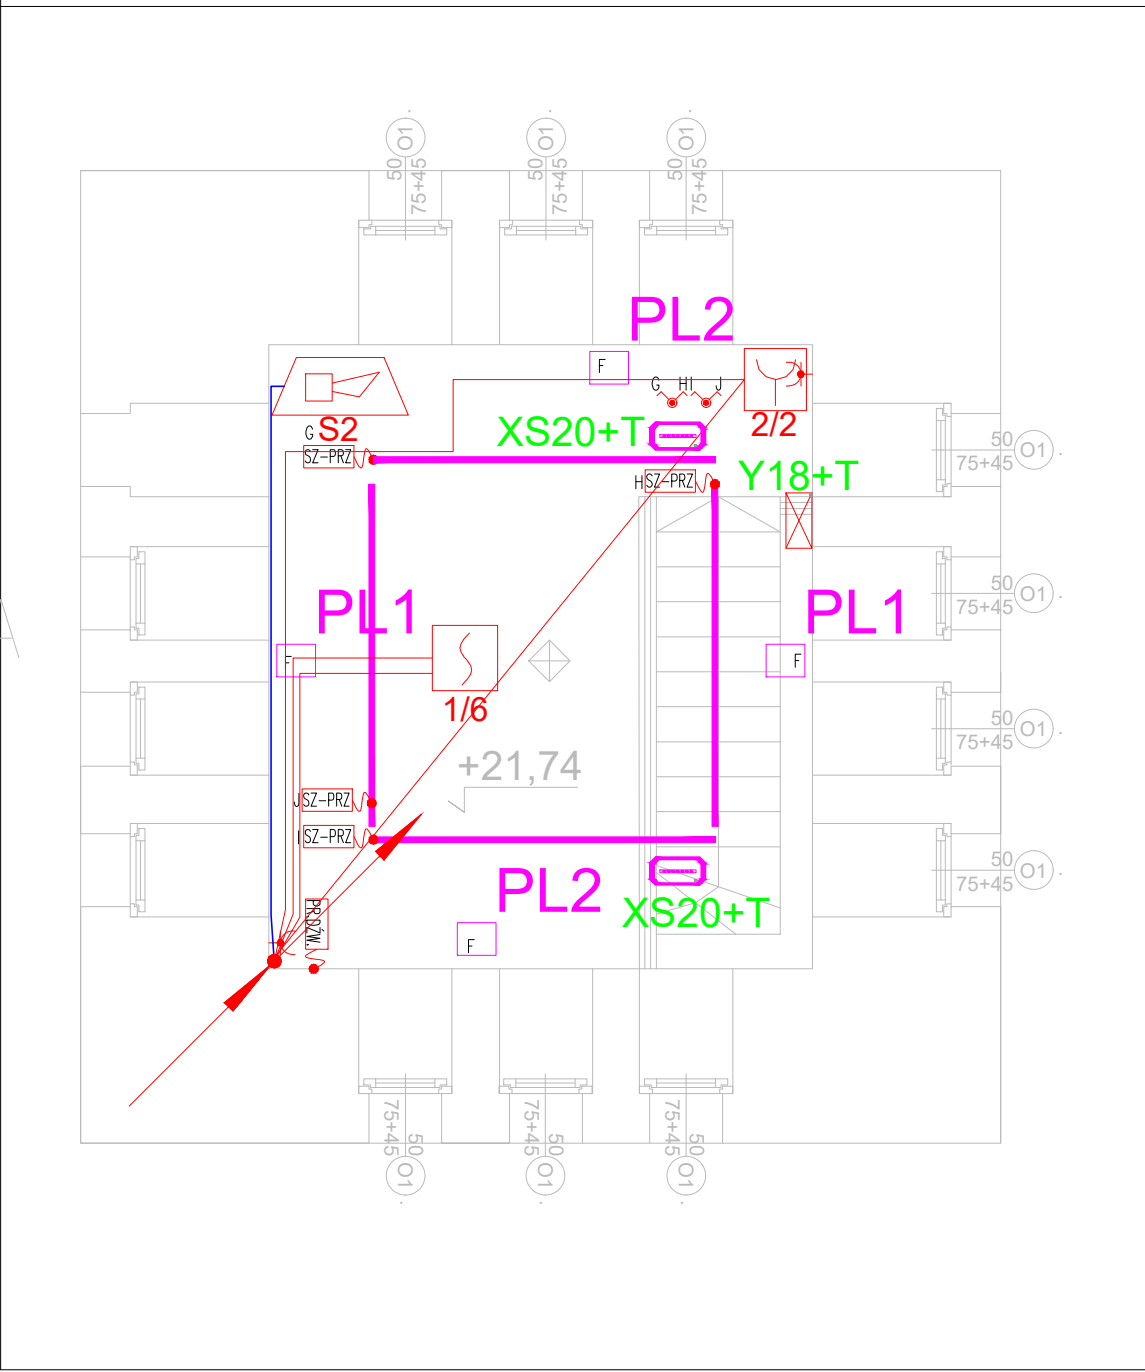 O1
50
75+45
O1
50
75+45
O1
50
75+45
PL2
F
G
HI
J
2/2
G
S2
XS20+T
50
75+45
O1
SZ-PRZ
H
SZ-PRZ
Y18+T
PL1
PL1
50
75+45
O1
F
F
1/6
50
75+45
O1
+21,74
J
SZ-PRZ
I
SZ-PRZ
50
75+45
O1
PL2
XS20+T
PR.OŻW.
F
75+45
50
O1
75+45
50
O1
75+45
50
O1